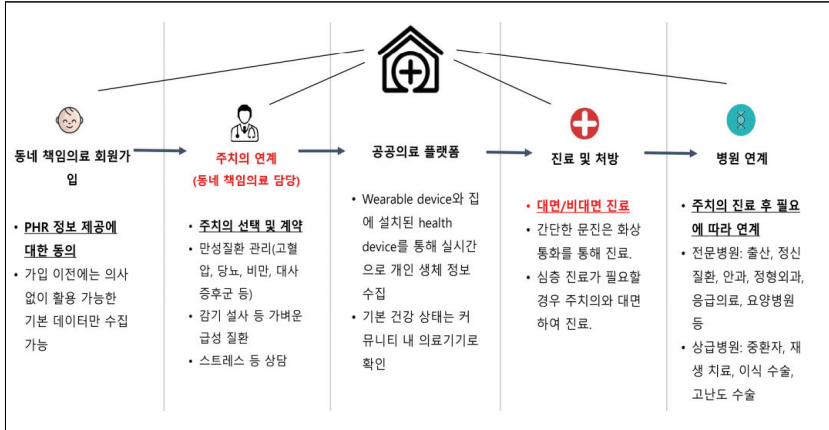 동네 책임의료 회원가
입
• PHR 정보 제공에
대한 동의
• 가입 이전에는 의사
없이 활용 가능한
기본 데이터만 수집
가능
주치의 연계
(동네 책임의료 담당)
• 주치의 선택 및 계약
• 만성질환 관리(고혈
압, 당뇨, 비만, 대사
증후군 등)
• 감기 설사 등 가벼운
급성 질환
• 스트레스 등 상담
공공의료 플랫폼
• Wearable device와 집
에 설치된 health
device를 통해 실시간
으로 개인 생체 정보
수집
• 기본 건강 상태는 커
뮤니티 내 의료기기로
확인
진료 및 처방
• 대면/비대면 진료
• 간단한 문진은 화상
통화를 통해 진료.
• 심층 진료가 필요할
경우 주치의와 대면
하여 진료.
병원 연계
• 주치의 진료 후 필요
에 따라 연계
• 전문병원: 출산, 정신
질환, 안과, 정형외과,
응급의료, 요양병원
등
• 상급병원: 중환자, 재
생 치료, 이식 수술,
고난도 수술